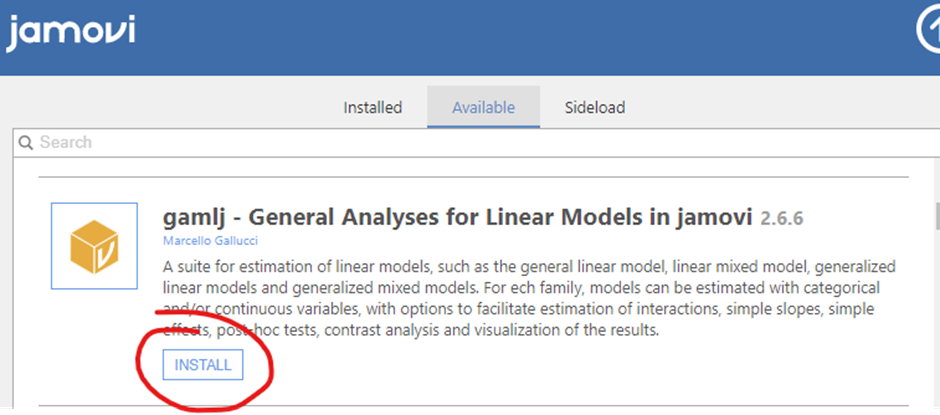 jamovi
Installed Available Sideload
Search
gamlj - General Analyses for Linear Models in jamovi 2.6.6
Marcello Gallucci
A suite for estimation of linear models, such as the general linear model, linear mixed model, generalized
linear models and generalized mixed models. For ech family, models can be estimated with categorical
and/or continuous variables, with options to facilitate estimation of interactions, simple slopes, simple
effects, post-hoc tests, contrast analysis and visualization of the results.
INSTALL